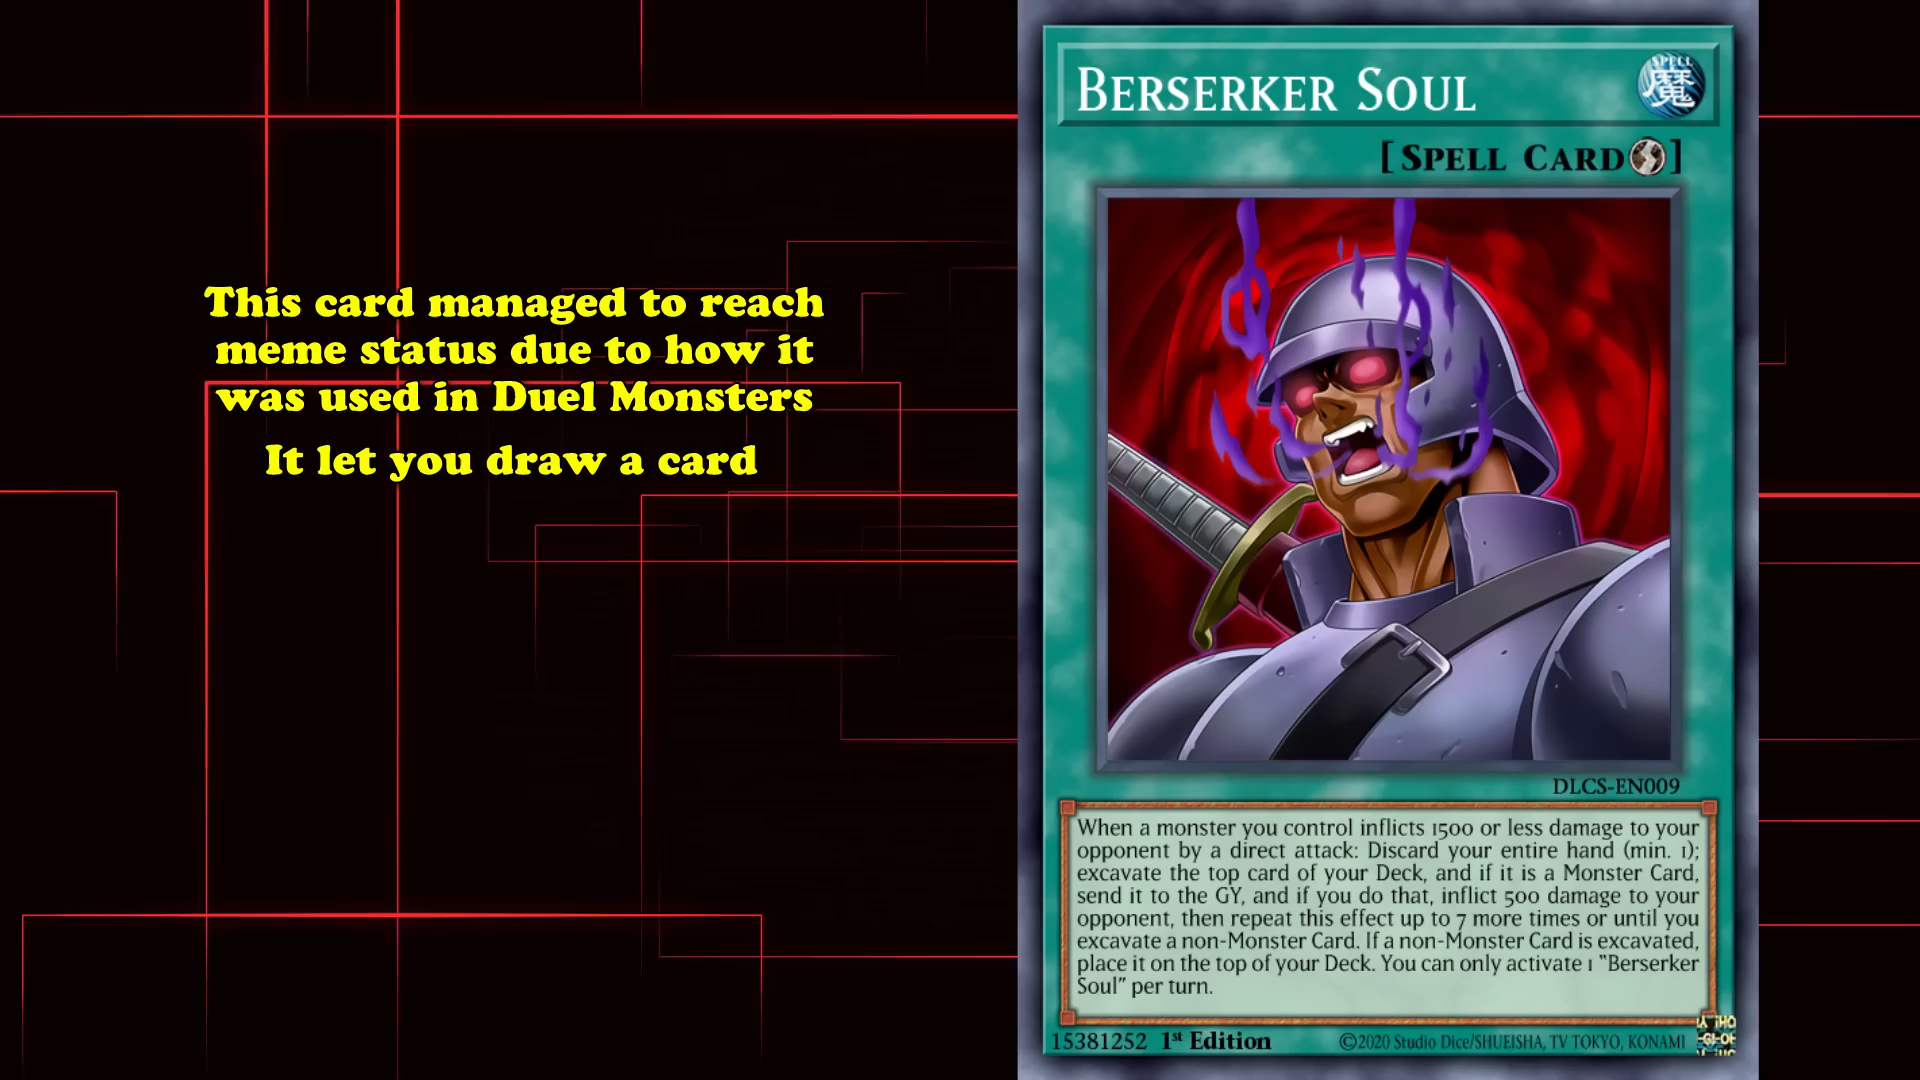 This card managed to reach
meme status due to how it
was used in Duel Monsters
It let you draw a card
BERSERKER SOUL
SPELL
魔
[SPELL CARD]
DLCS-EN009
When a monster you control inflicts 1500 or less damage to your
opponent by a direct attack: Discard your entire hand (min. 1);
excavate the top card of your Deck, and if it is a Monster Card,
send it to the GY, and if you do that, inflict 500 damage to your
opponent, then repeat this effect up to 7 more times or until you
excavate a non-Monster Card. If a non-Monster Card is excavated,
place it on the top of your Deck. You can only activate 1 "Berserker
Soul" per turn.
15381252 1st Edition ©2020 Studio Dice/SHUEISHA, TV TOKYO, KONAMI